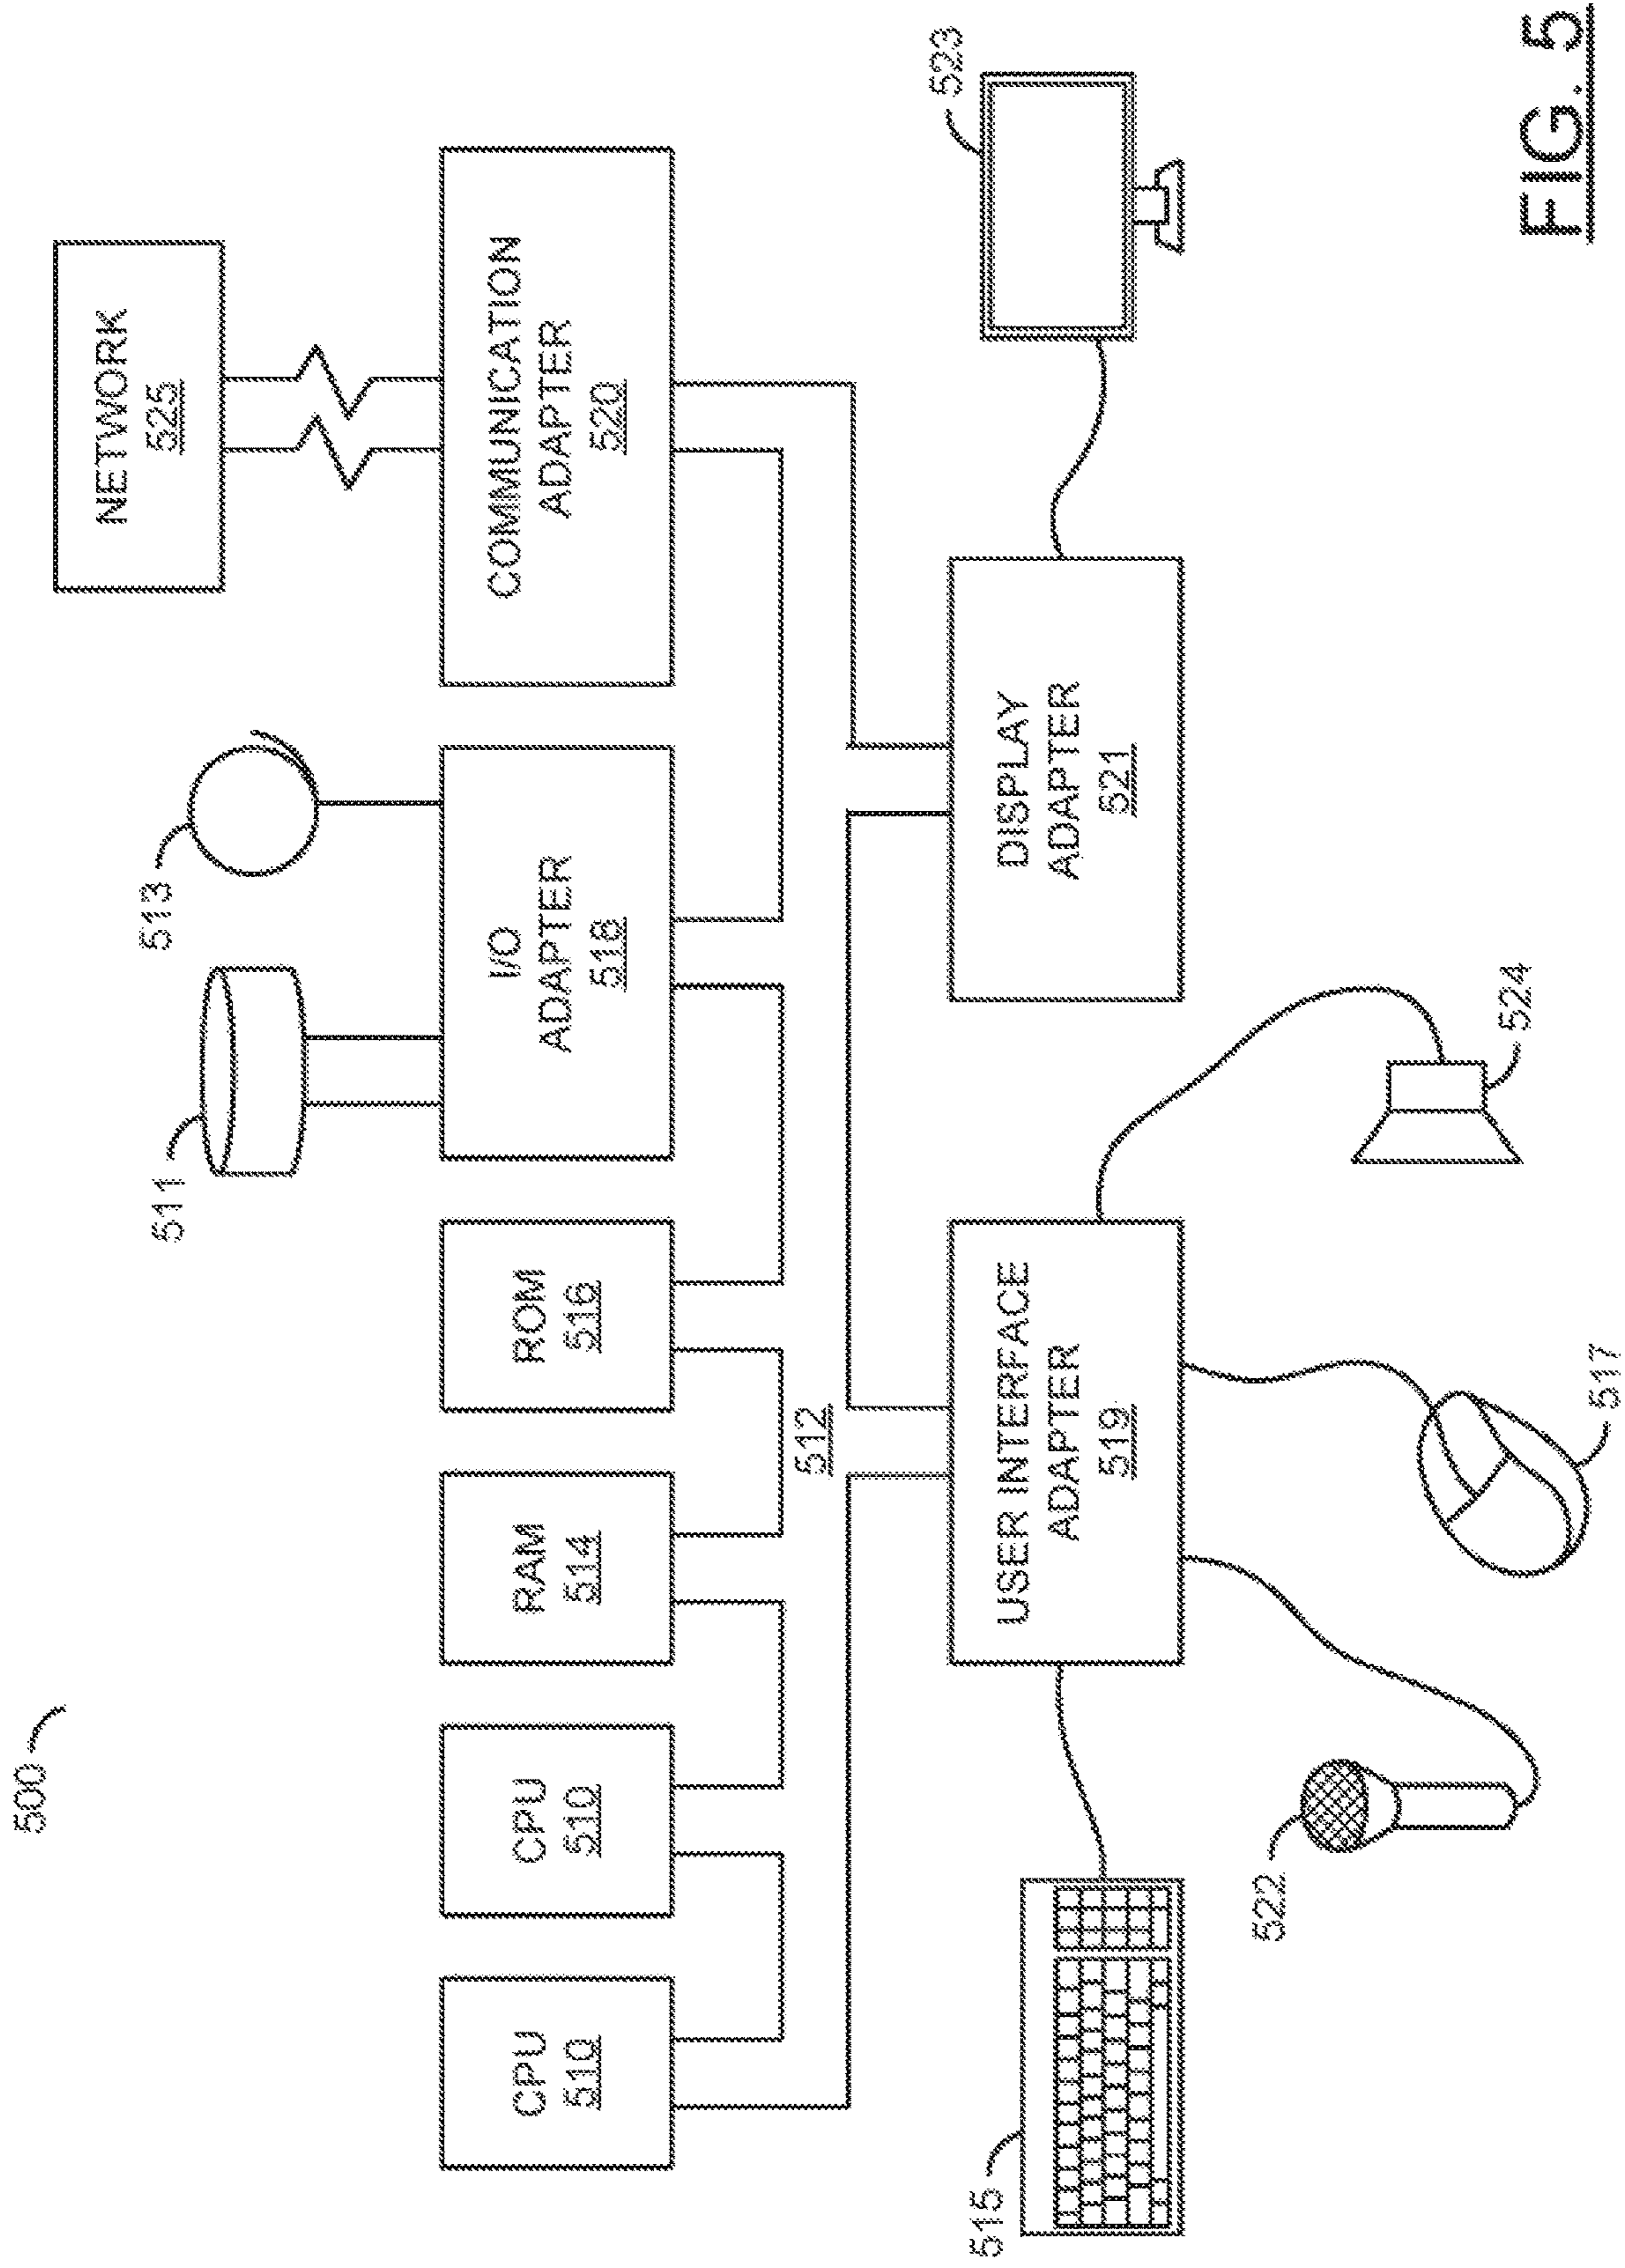 500
511
513
NETWORK
525
CPU
510
CPU
510
RAM
514
ROM
516
I/O
ADAPTER
518
COMMUNICATION
ADAPTER
520
512
515
USER INTERFACE
ADAPTER
519
DISPLAY
ADAPTER
521
523
522
517
524
FIG. 5